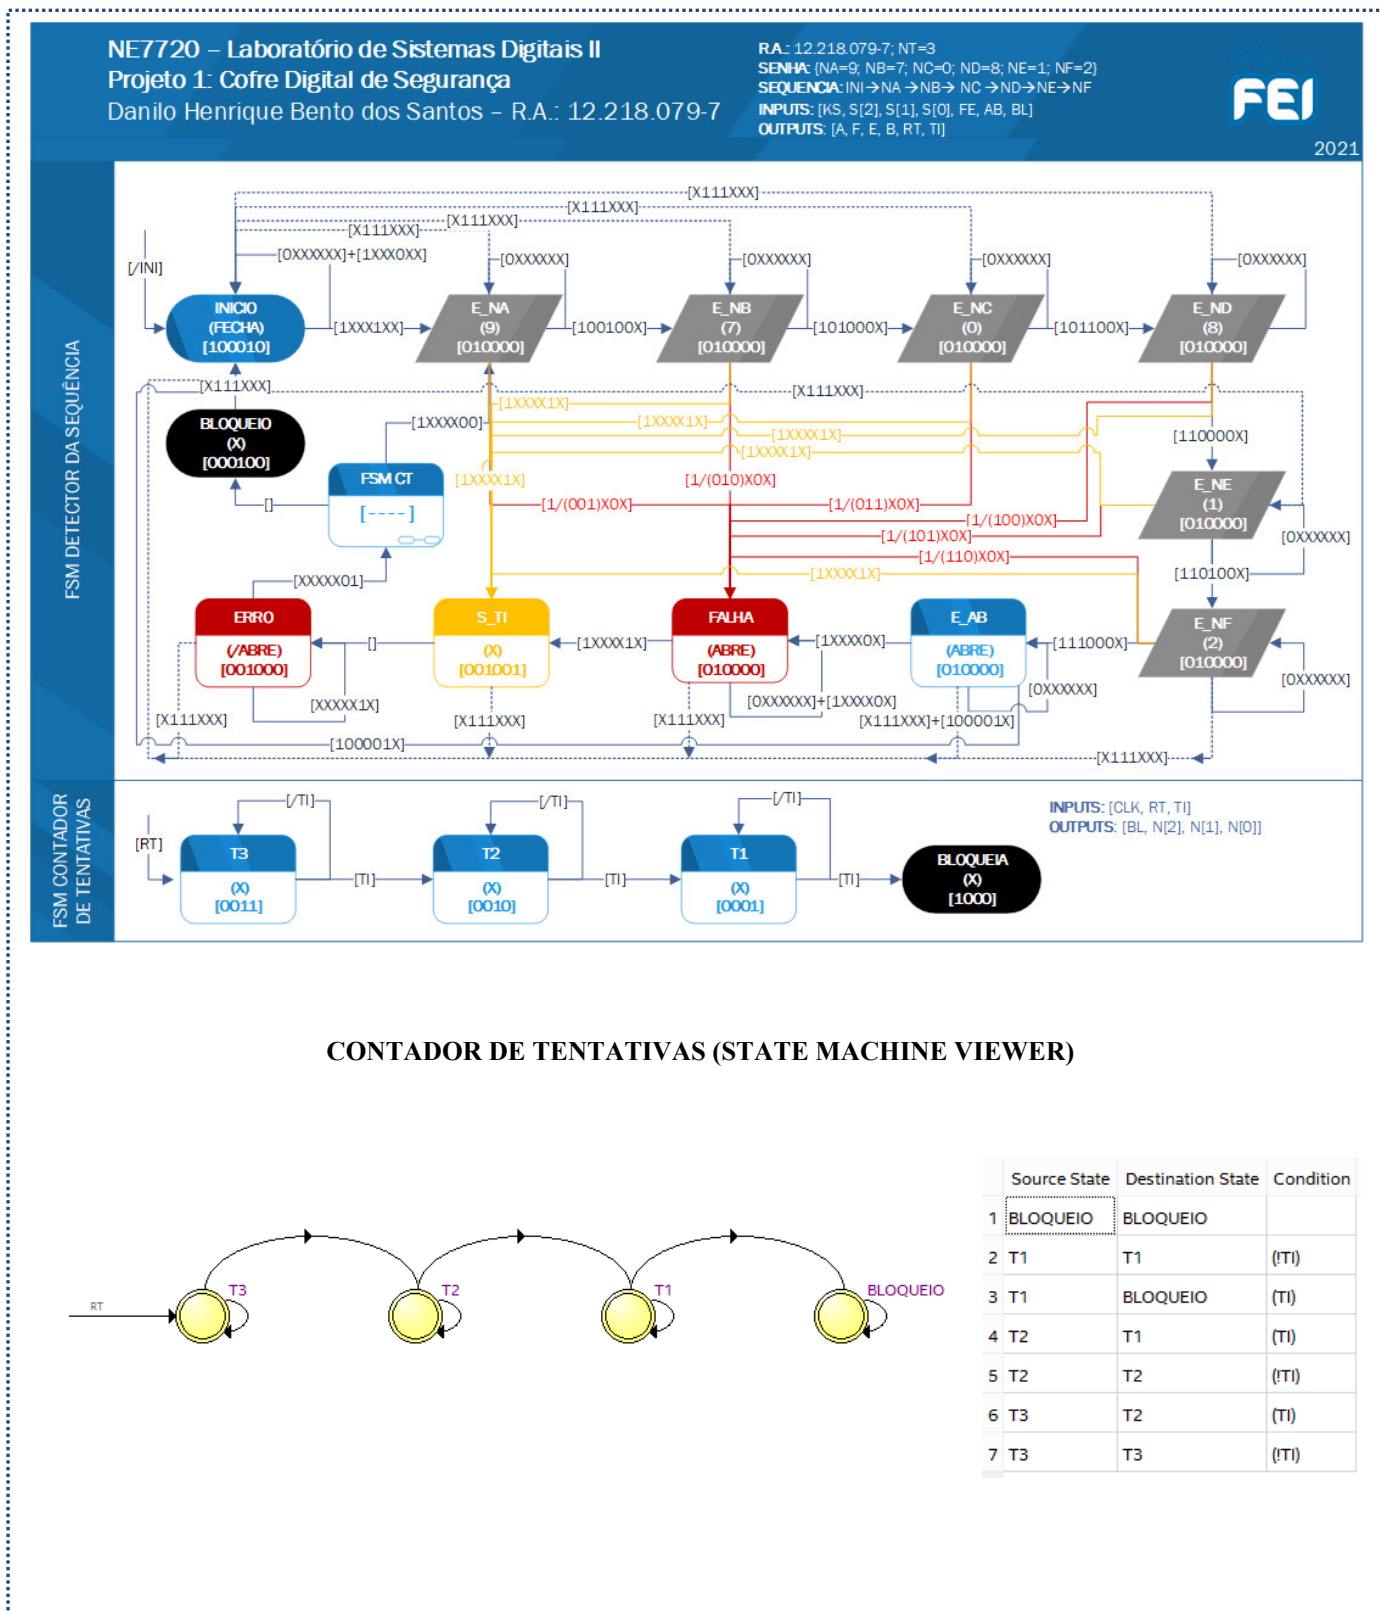 NE7720 – Laboratório de Sistemas Digitais II
Projeto 1: Cofre Digital de Segurança
Danilo Henrique Bento dos Santos – R.A.: 12.218.079-7
R.A.: 12.218.079-7; NT=3
SENHA: {NA=9; NB=7; NC=0; ND=8; NE=1; NF=2}
SEQUENCIA: INI→NA →NB→ NC →ND→NE→NF
INPUTS: [KS, S[2], S[1], S[0], FE, AB, BL]
OUTPUTS: [A, F, E, B, RT, TI]
FEI
2021
FSM DETECTOR DA SEQUÊNCIA
[X111XXX]
[X111XXX]
[X111XXX]
[X111XXX]
[0XXXXXX]+[1XXX0XX]
[0XXXXXX]
[0XXXXXX]
[0XXXXXX]
[0XXXXXX]
[/INI]
INICIO
(FECHA)
[100010]
[1XXX1XX]
E_NA
(9)
[010000]
[100100X]
E_NB
(7)
[010000]
[101000X]
E_NC
(0)
[010000]
[101100X]
E_ND
(8)
[010000]
[X111XXX]
[X111XXX]
BLOQUEIO
(X)
[000100]
[1XXXX00]
[1XXXX1X]
[1XXXX1X]
[1XXXX1X]
[1XXXX1X]
[110000X]
FSM CT
[----]
[1XXXX1X]
[1/(010)X0X]
E_NE
(1)
[010000]
[]
[1/(001)X0X]
[1/(011)X0X]
[1/(100)X0X]
[1/(101)X0X]
[0XXXXXX]
[1/(110)X0X]
[XXXXX01]
[1XXXX1X]
[110100X]
ERRO
(/ABRE)
[001000]
[]
S_TI
(X)
[001001]
[1XXXX1X]
FALHA
(ABRE)
[010000]
[1XXXX0X]
E_AB
(ABRE)
[010000]
[111000X]
E_NF
(2)
[010000]
[0XXXXXX]
[0XXXXXX]
[XXXXX1X]
[0XXXXXX]+[1XXXX0X]
[X111XXX]
[X111XXX]
[X111XXX]
[X111XXX]+[100001X]
[100001X]
[X111XXX]
FSM CONTADOR
DE TENTATIVAS
[/TI]
[/TI]
[/TI]
INPUTS: [CLK, RT, TI]
OUTPUTS: [BL, N[2], N[1], N[0]]
[RT]
T3
(X)
[0011]
[TI]
T2
(X)
[0010]
[TI]
T1
(X)
[0001]
[TI]
BLOQUEIA
(X)
[1000]
CONTADOR DE TENTATIVAS (STATE MACHINE VIEWER)
RT
T3
T2
T1
BLOQUEIO
Source State Destination State Condition
1 BLOQUEIO BLOQUEIO
2 T1 T1 (!TI)
3 T1 BLOQUEIO (TI)
4 T2 T1 (TI)
5 T2 T2 (!TI)
6 T3 T2 (TI)
7 T3 T3 (!TI)